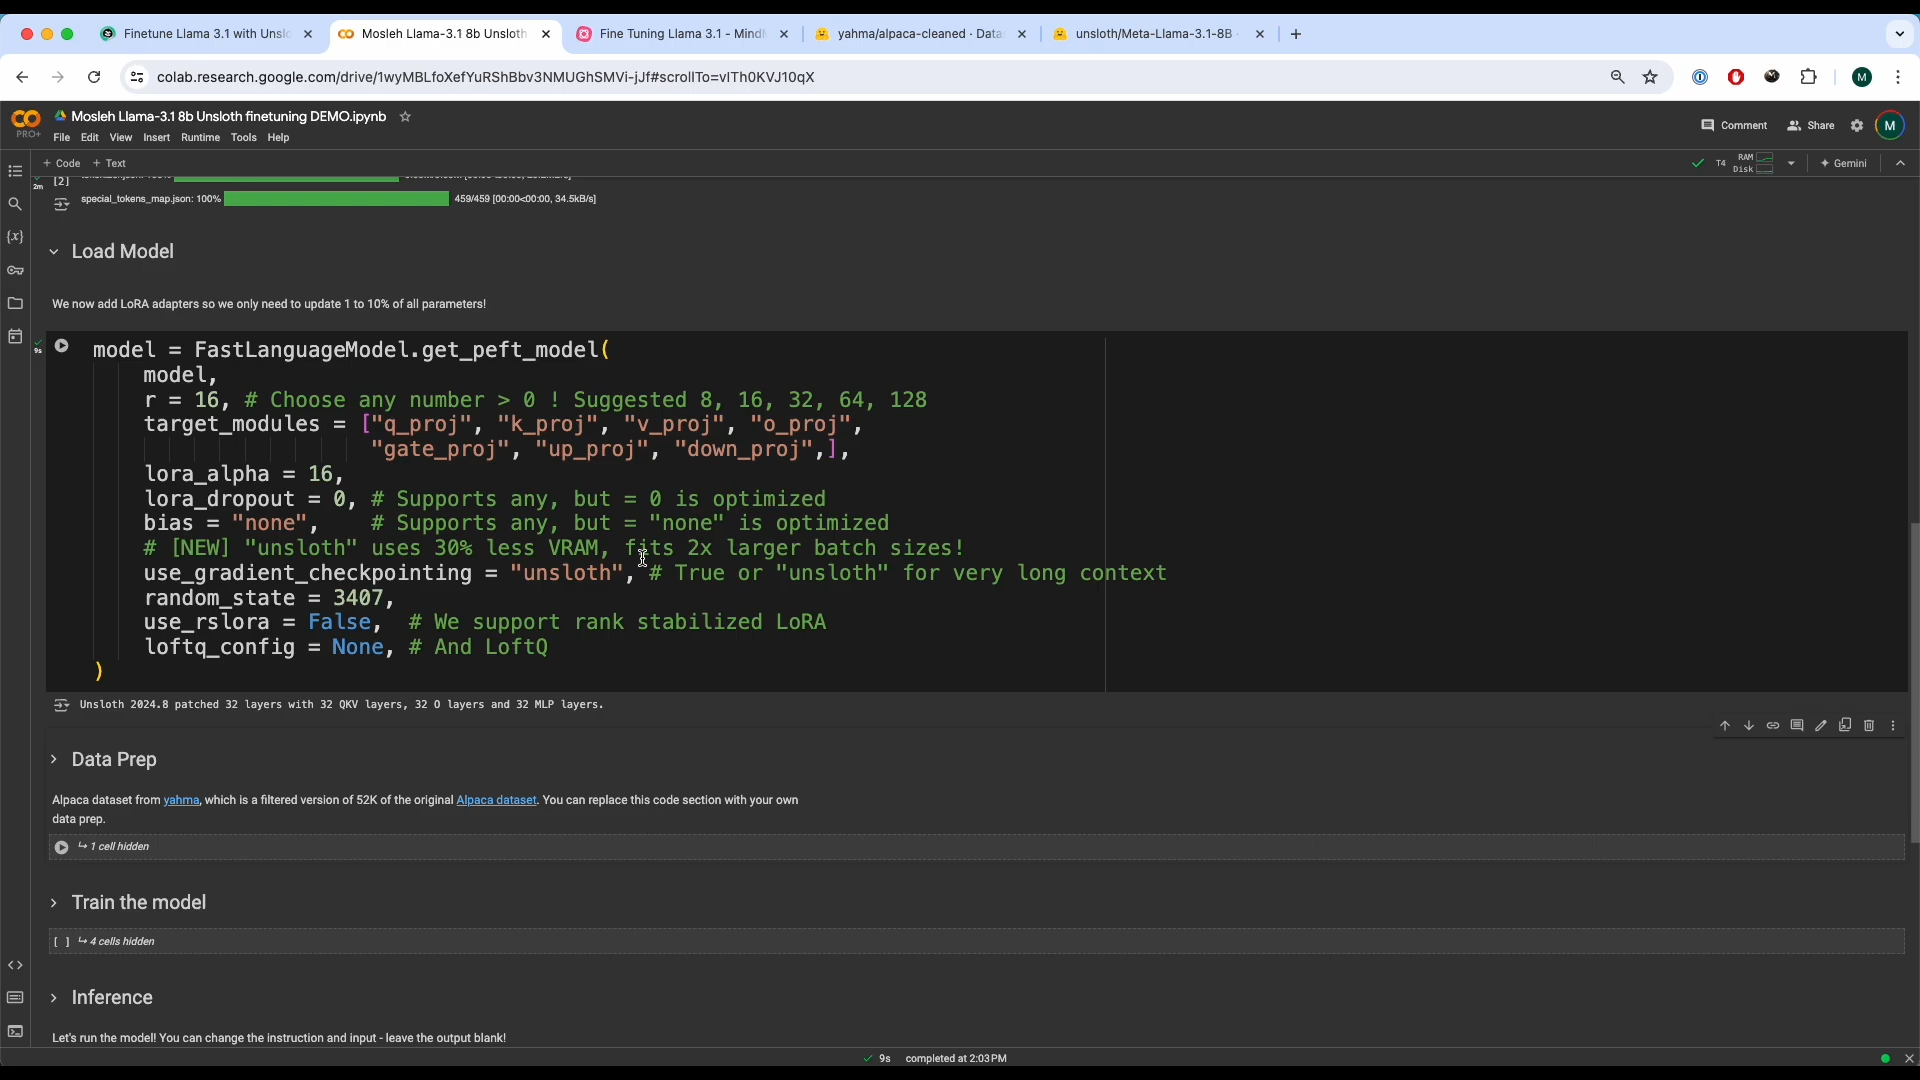 Finetune Llama 3.1 with Unslo
Mosleh Llama-3.1 8b Unsloth
Fine Tuning Llama 3.1 - Mind
yahma/alpaca-cleaned · Data
unsloth/Meta-Llama-3.1-8B
colab.research.google.com/drive/1wyMBLfoXefYuRShBbv3NMUGhSMVi-jJf#scrollTo=vITh0KVJ10qX
M
PRO+
Mosleh Llama-3.1 8b Unsloth finetuning DEMO.ipynb
Comment
Share
M
File Edit View Insert Runtime Tools Help
+ Code + Text
T4
RAM
Disk
Gemini
[2]
2m
special_tokens_map.json: 100% 459/459 [00:00<00:00, 34.5kB/s]
Load Model
We now add LoRA adapters so we only need to update 1 to 10% of all parameters!
9s
model = FastLanguageModel.get_peft_model(
model,
r = 16, # Choose any number > 0 ! Suggested 8, 16, 32, 64, 128
target_modules = ["q_proj", "k_proj", "v_proj", "o_proj",
"gate_proj", "up_proj", "down_proj",],
lora_alpha = 16,
lora_dropout = 0, # Supports any, but = 0 is optimized
bias = "none",    # Supports any, but = "none" is optimized
# [NEW] "unsloth" uses 30% less VRAM, fits 2x larger batch sizes!
use_gradient_checkpointing = "unsloth", # True or "unsloth" for very long context
random_state = 3407,
use_rslora = False,  # We support rank stabilized LoRA
loftq_config = None, # And LoftQ
)
Unsloth 2024.8 patched 32 layers with 32 QKV layers, 32 O layers and 32 MLP layers.
Data Prep
Alpaca dataset from yahma, which is a filtered version of 52K of the original Alpaca dataset. You can replace this code section with your own
data prep.
1 cell hidden
Train the model
[ ] 4 cells hidden
Inference
Let's run the model! You can change the instruction and input - leave the output blank!
9s completed at 2:03 PM